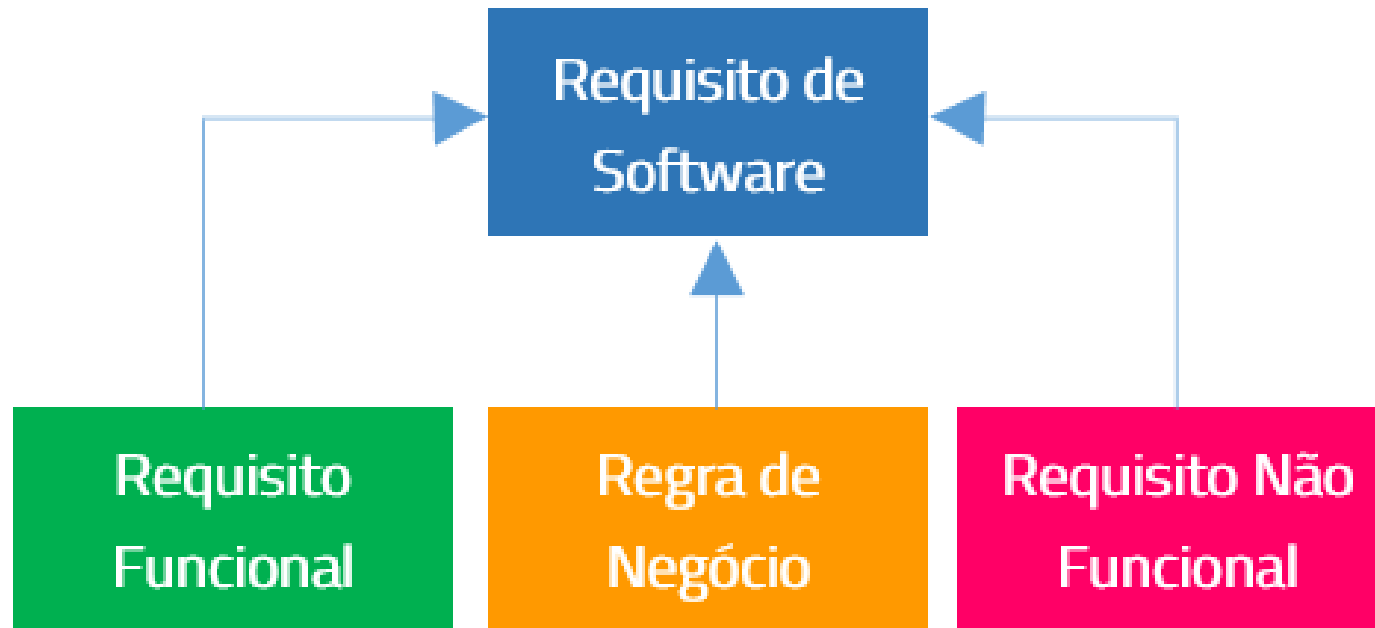 Requisito de
Software
Requisito
Funcional
Regra de
Negócio
Requisito Não
Funcional